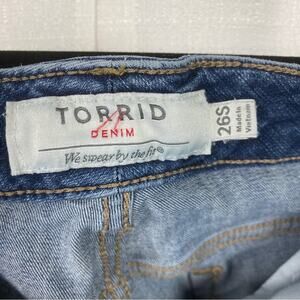 TORRID
DENIM
We swear by the fit®
26S
Made in
Vietnam